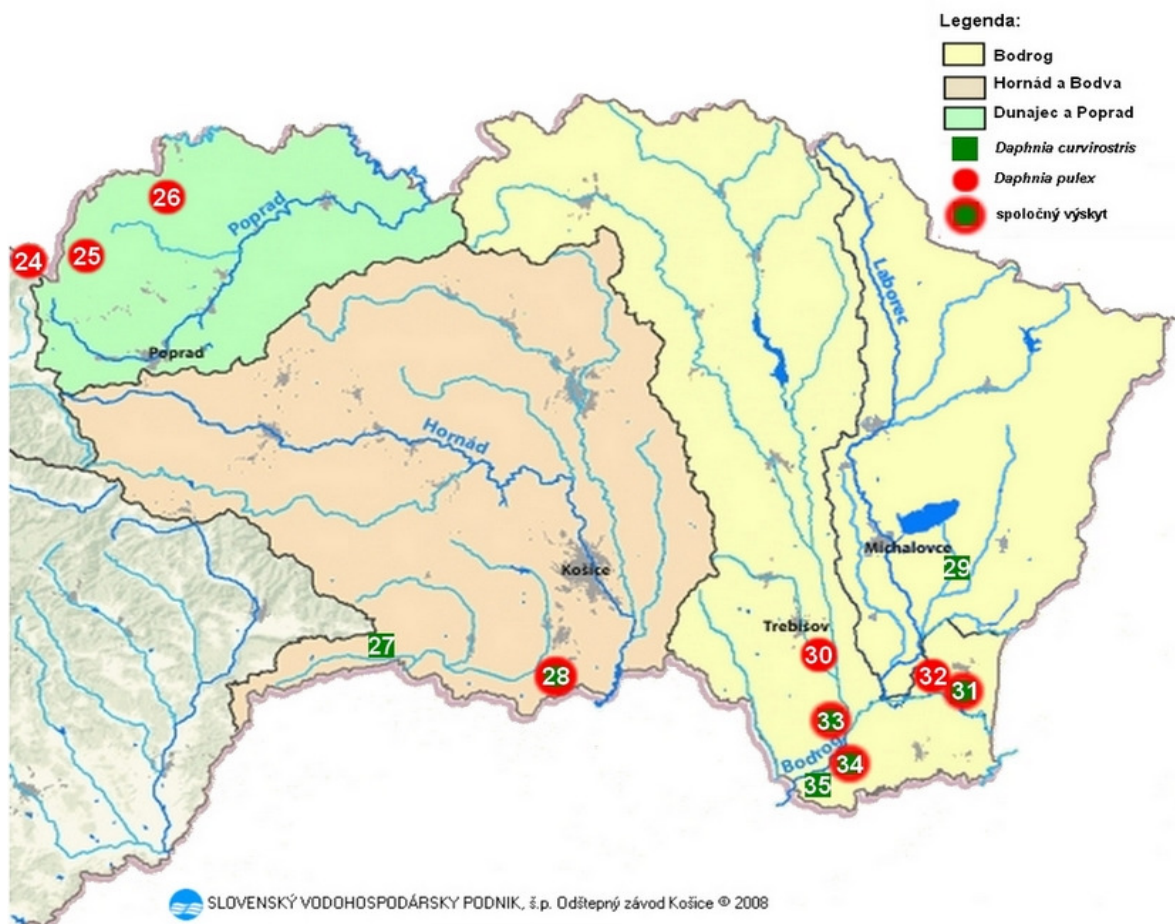 Legenda:
Bodrog
Hornád a Bodva
Dunajec a Poprad
Daphnia curvirostris
Daphnia pulex
spoločný výskyt
26
Poprad
24
25
Laborec
Poprad
Hornád
Michalovce
Košice
29
Trebišov
27
30
28
32
31
33
Bodrog
34
35
SLOVENSKÝ VODOHOSPODÁRSKY PODNIK, š.p. Odštepný závod Košice © 2008